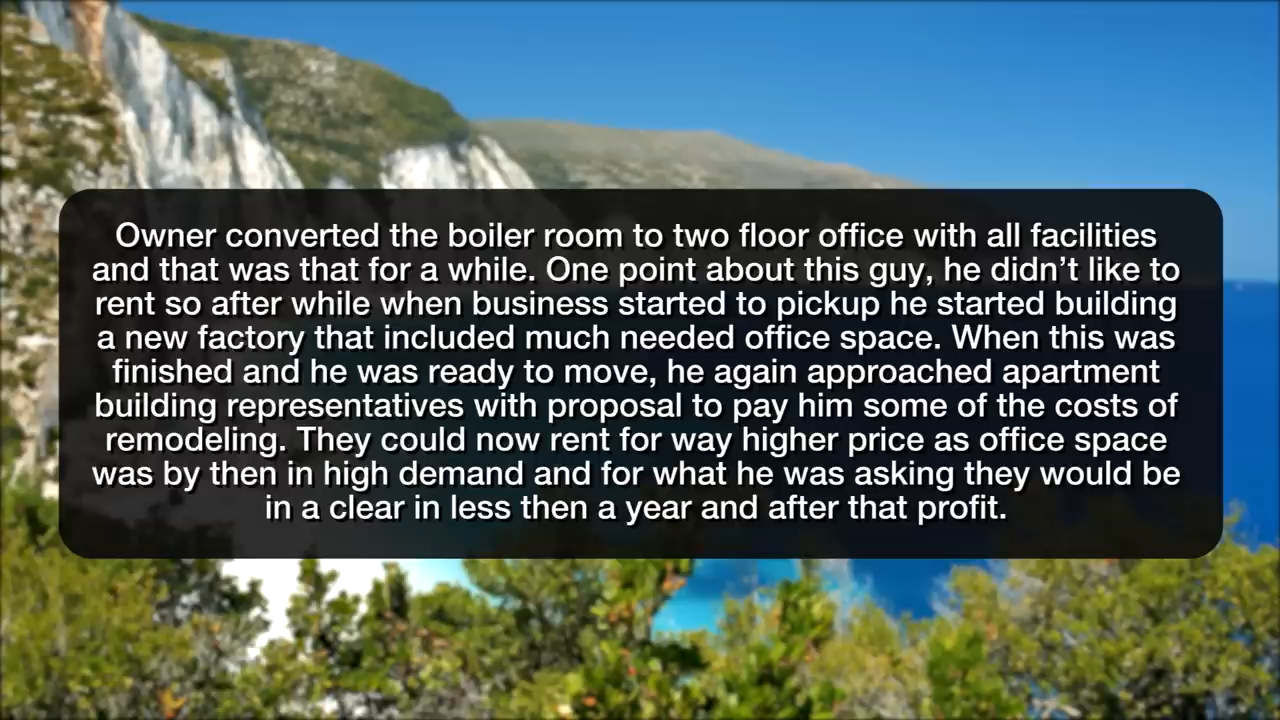 Owner converted the boiler room to two floor office with all facilities
and that was that for a while. One point about this guy, he didn’t like to
rent so after while when business started to pickup he started building
a new factory that included much needed office space. When this was
finished and he was ready to move, he again approached apartment
building representatives with proposal to pay him some of the costs of
remodeling. They could now rent for way higher price as office space
was by then in high demand and for what he was asking they would be
in a clear in less then a year and after that profit.